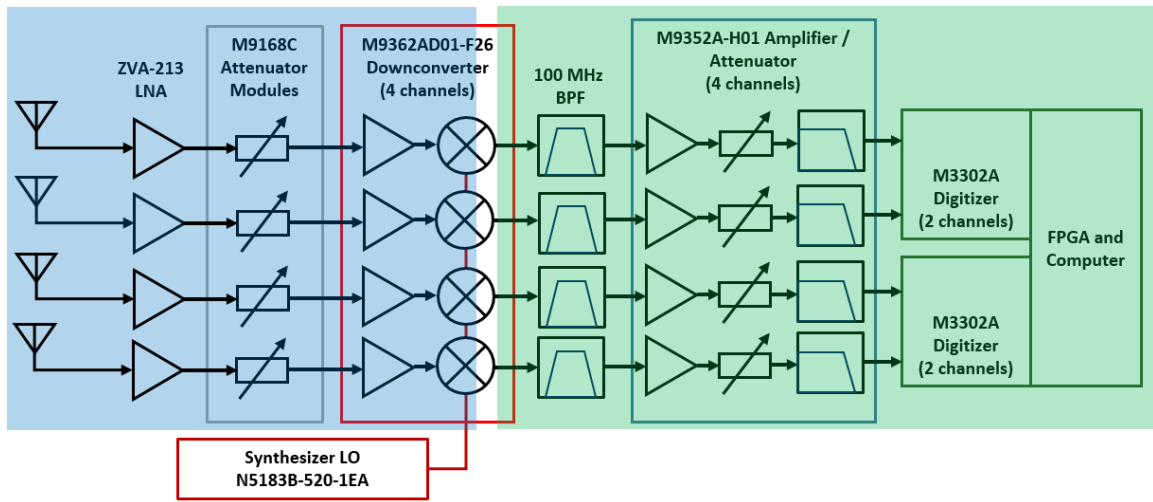 ZVA-213
LNA
M9168C
Attenuator
Modules
M9362AD01-F26
Downconverter
(4 channels)
100 MHz
BPF
M9352A-H01 Amplifier /
Attenuator
(4 channels)
M3302A
Digitizer
(2 channels)
M3302A
Digitizer
(2 channels)
FPGA and
Computer
Synthesizer LO
N5183B-520-1EA